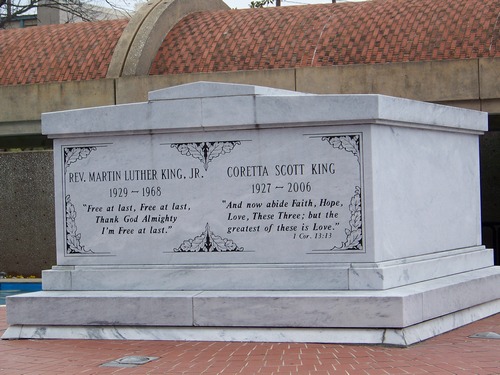 REV. MARTIN LUTHER KING, JR.
1929 — 1968
"Free at last, Free at last,
Thank God Almighty
I'm Free at last."
CORETTA SCOTT KING
1927 — 2006
"And now abide Faith, Hope,
Love, These Three; but the
greatest of these is Love."
1 Cor. 13:13